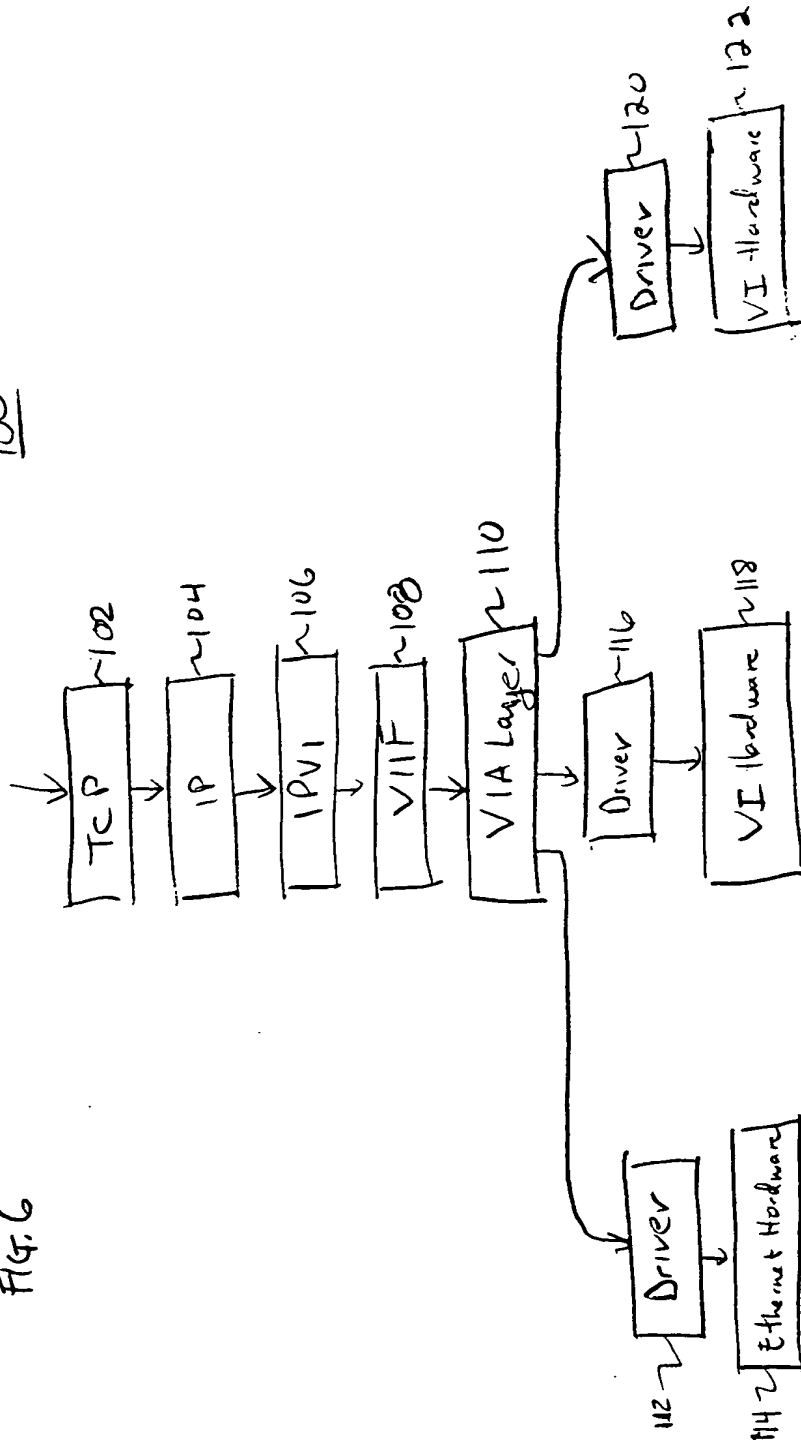 FIG. 6
100
TCP ~102
IP ~104
IPVI ~106
VIIF ~108
VIA Layer ~110
Driver
112
Driver ~116
Driver ~120
Ethernet Hardware
114
VI Hardware ~118
VI Hardware ~122